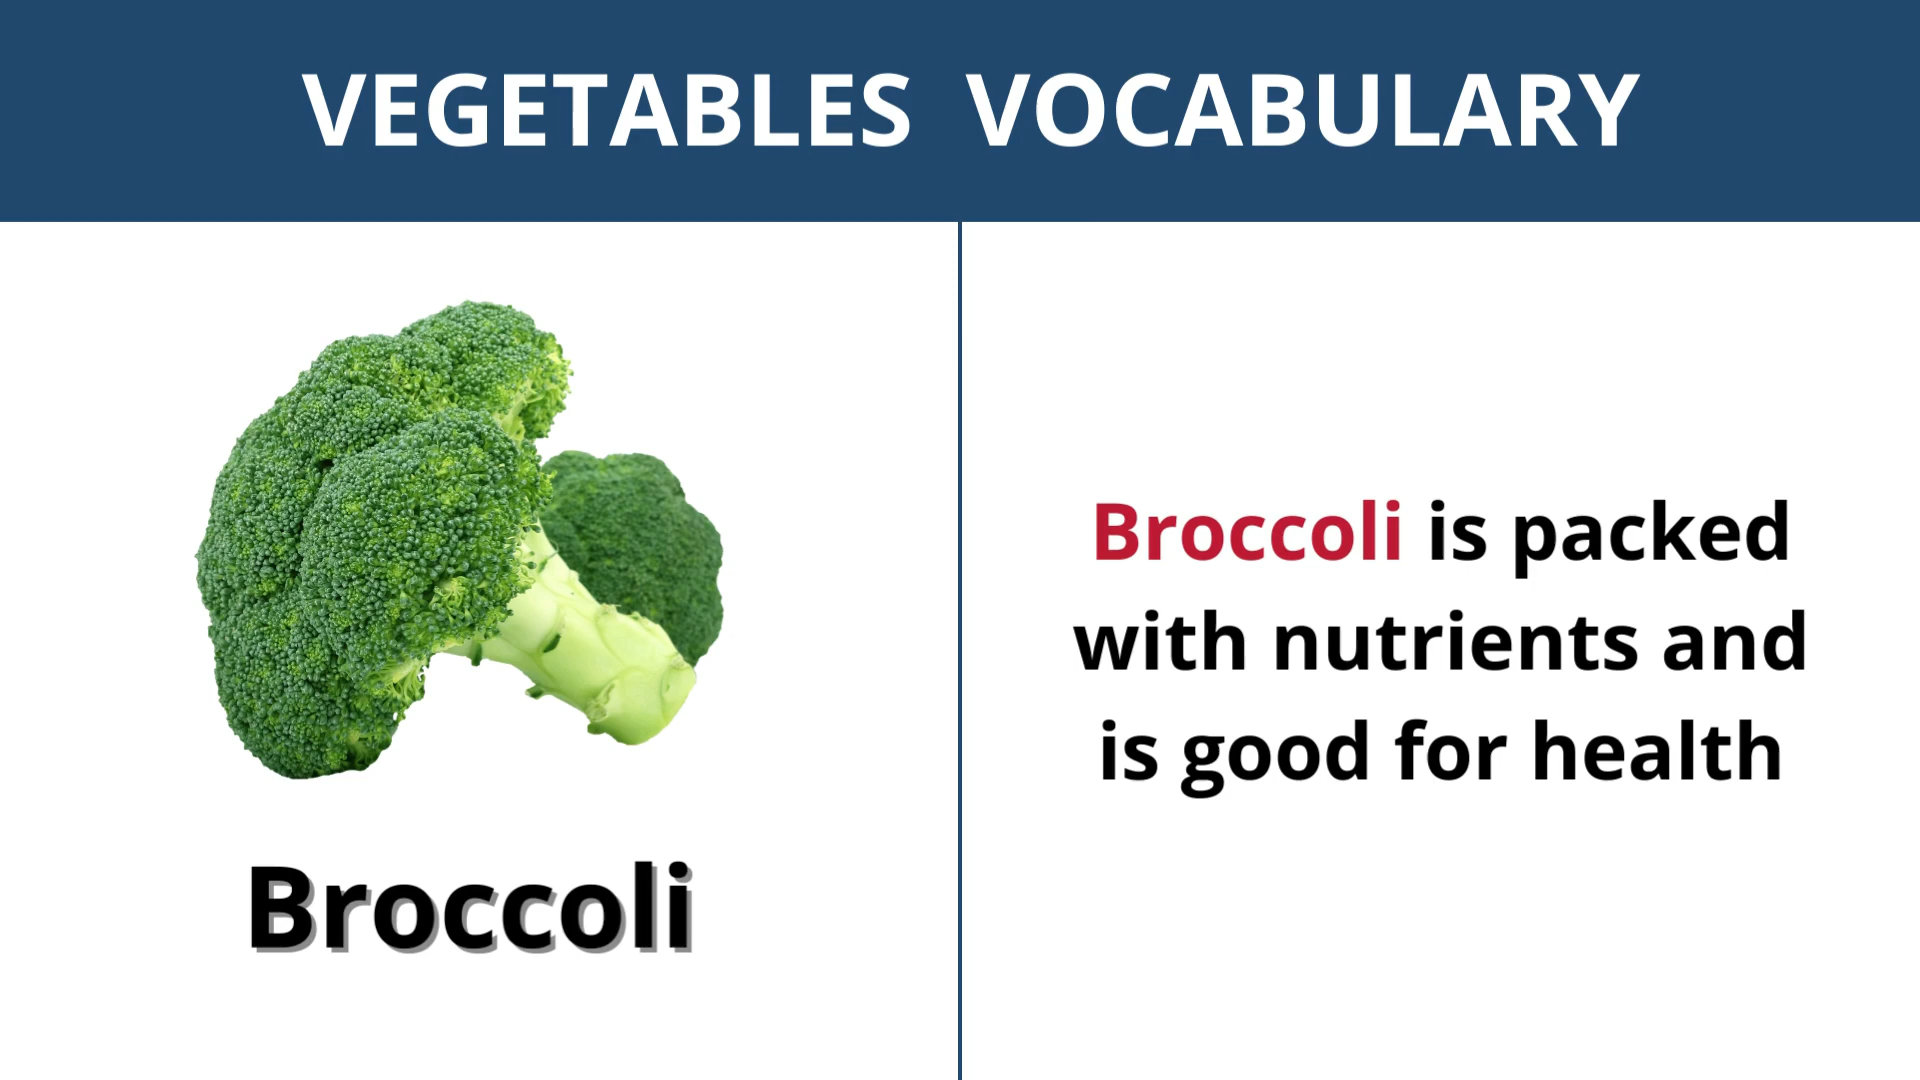 VEGETABLES VOCABULARY
Broccoli
Broccoli is packed
with nutrients and
is good for health